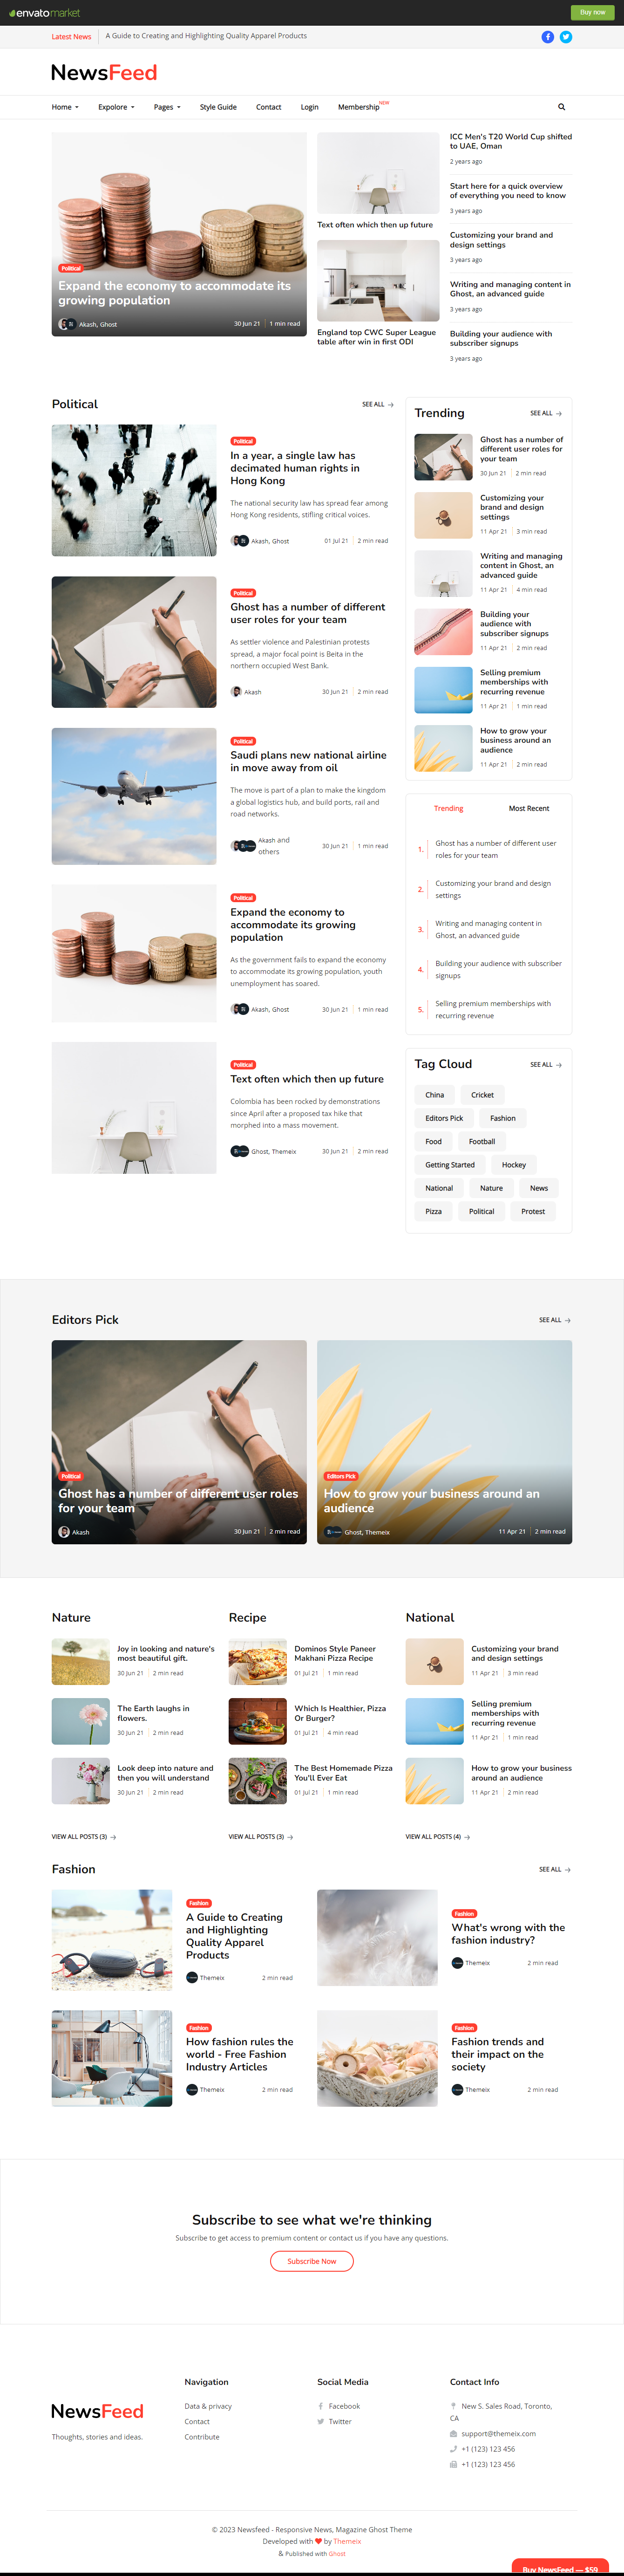 envatomarket
Buy now
Latest News
A Guide to Creating and Highlighting Quality Apparel Products
NewsFeed
Home
Expolore
Pages
Style Guide
Contact
Login
Membership
NEW
Political
Expand the economy to accommodate its
growing population
Akash, Ghost
30 Jun 21
1 min read
Text often which then up future
England top CWC Super League
table after win in first ODI
ICC Men's T20 World Cup shifted
to UAE, Oman
2 years ago
Start here for a quick overview
of everything you need to know
3 years ago
Customizing your brand and
design settings
3 years ago
Writing and managing content in
Ghost, an advanced guide
3 years ago
Building your audience with
subscriber signups
3 years ago
Political
SEE ALL
Political
In a year, a single law has
decimated human rights in
Hong Kong
The national security law has spread fear among
Hong Kong residents, stifling critical voices.
Akash, Ghost
01 Jul 21
2 min read
Political
Ghost has a number of different
user roles for your team
As settler violence and Palestinian protests
spread, a major focal point is Beita in the
northern occupied West Bank.
Akash
30 Jun 21
2 min read
Political
Saudi plans new national airline
in move away from oil
The move is part of a plan to make the kingdom
a global logistics hub, and build ports, rail and
road networks.
Akash and
others
30 Jun 21
1 min read
Political
Expand the economy to
accommodate its growing
population
As the government fails to expand the economy
to accommodate its growing population, youth
unemployment has soared.
Akash, Ghost
30 Jun 21
1 min read
Political
Text often which then up future
Colombia has been rocked by demonstrations
since April after a proposed tax hike that
morphed into a mass movement.
Ghost, Themeix
30 Jun 21
2 min read
Trending
SEE ALL
Ghost has a number of
different user roles for
your team
30 Jun 21
2 min read
Customizing your
brand and design
settings
11 Apr 21
3 min read
Writing and managing
content in Ghost, an
advanced guide
11 Apr 21
4 min read
Building your
audience with
subscriber signups
11 Apr 21
2 min read
Selling premium
memberships with
recurring revenue
11 Apr 21
1 min read
How to grow your
business around an
audience
11 Apr 21
2 min read
Trending
Most Recent
1.
Ghost has a number of different user
roles for your team
2.
Customizing your brand and design
settings
3.
Writing and managing content in
Ghost, an advanced guide
4.
Building your audience with subscriber
signups
5.
Selling premium memberships with
recurring revenue
Tag Cloud
SEE ALL
China
Cricket
Editors Pick
Fashion
Food
Football
Getting Started
Hockey
National
Nature
News
Pizza
Political
Protest
Editors Pick
SEE ALL
Political
Ghost has a number of different user roles
for your team
Akash
30 Jun 21
2 min read
Editors Pick
How to grow your business around an
audience
Ghost, Themeix
11 Apr 21
2 min read
Nature
Joy in looking and nature's
most beautiful gift.
30 Jun 21
2 min read
The Earth laughs in
flowers.
30 Jun 21
2 min read
Look deep into nature and
then you will understand
30 Jun 21
2 min read
VIEW ALL POSTS (3)
Recipe
Dominos Style Paneer
Makhani Pizza Recipe
01 Jul 21
1 min read
Which Is Healthier, Pizza
Or Burger?
01 Jul 21
4 min read
The Best Homemade Pizza
You'll Ever Eat
01 Jul 21
1 min read
VIEW ALL POSTS (3)
National
Customizing your brand
and design settings
11 Apr 21
3 min read
Selling premium
memberships with
recurring revenue
11 Apr 21
1 min read
How to grow your business
around an audience
11 Apr 21
2 min read
VIEW ALL POSTS (4)
Fashion
SEE ALL
Fashion
A Guide to Creating
and Highlighting
Quality Apparel
Products
Themeix
2 min read
Fashion
What's wrong with the
fashion industry?
Themeix
2 min read
Fashion
How fashion rules the
world - Free Fashion
Industry Articles
Themeix
2 min read
Fashion
Fashion trends and
their impact on the
society
Themeix
2 min read
Subscribe to see what we're thinking
Subscribe to get access to premium content or contact us if you have any questions.
Subscribe Now
NewsFeed
Thoughts, stories and ideas.
Navigation
Data & privacy
Contact
Contribute
Social Media
Facebook
Twitter
Contact Info
New S. Sales Road, Toronto,
CA
support@themeix.com
+1 (123) 123 456
+1 (123) 123 456
© 2023 Newsfeed - Responsive News, Magazine Ghost Theme
Developed with by Themeix
& Published with Ghost
Buy NewsFeed — $59